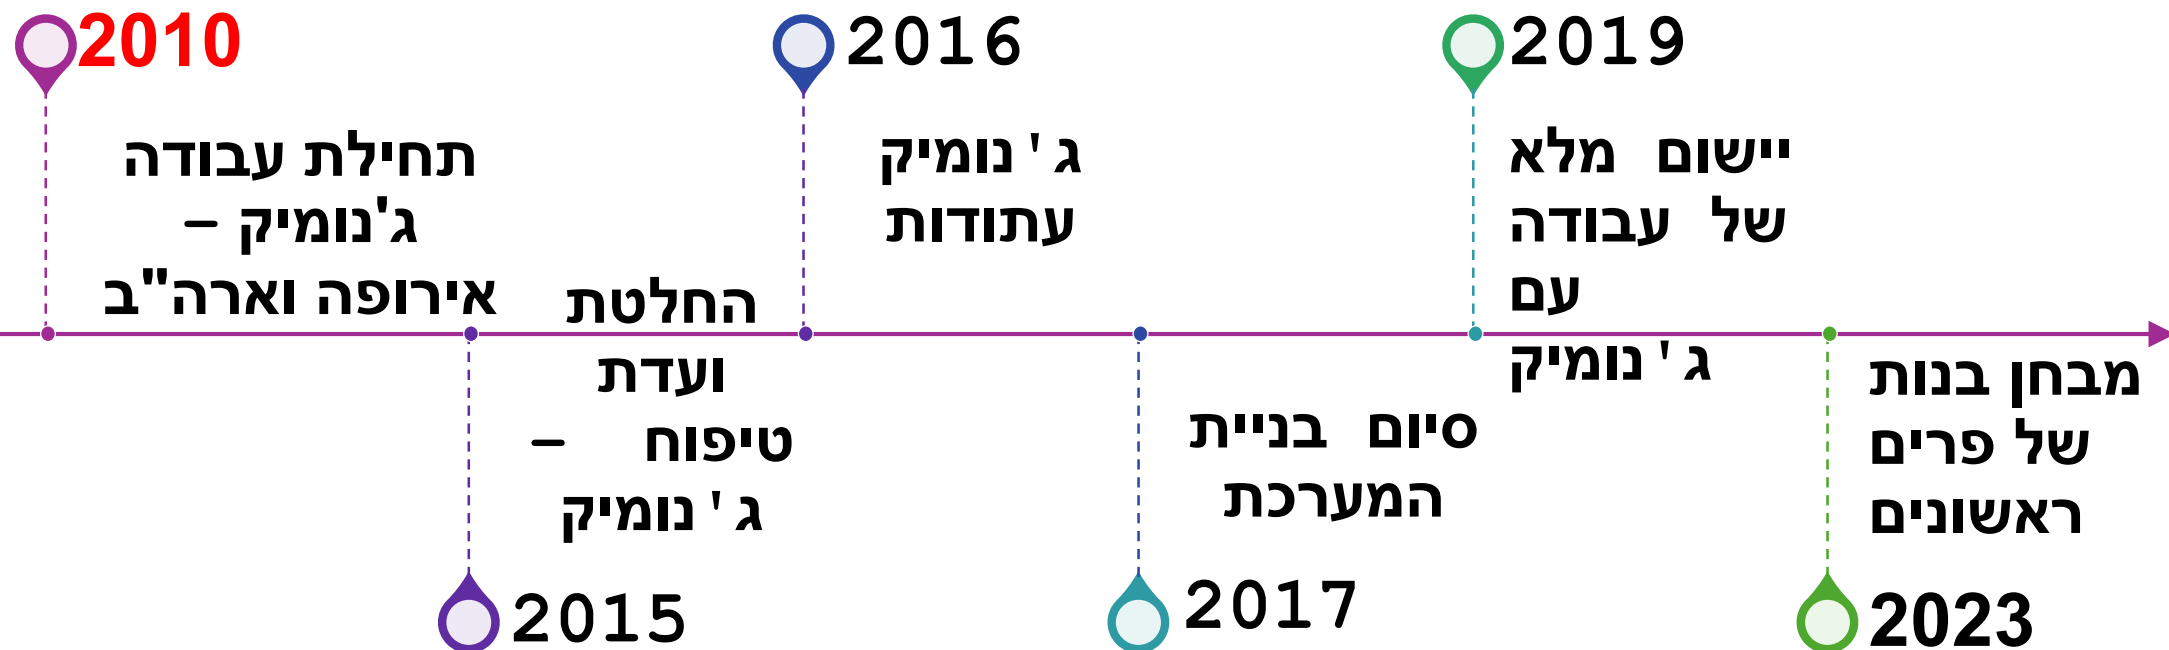 2010
תחילת עבודה
ג'נומיק –
אירופה וארה"ב
2015
החלטת
ועדת
טיפוח –
ג'נומיק
2016
ג'נומיק
עתודות
2017
סיום בניית
המערכת
2019
יישום מלא
של עבודה
עם
ג'נומיק
2023
מבחן בנות
של פרים
ראשונים